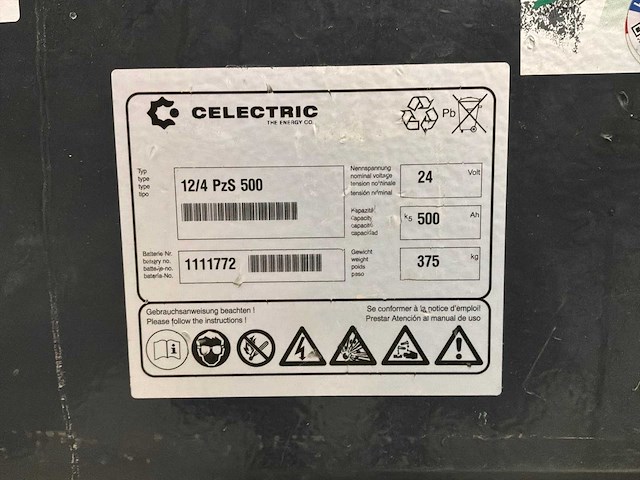 CELECTRIC
THE ENERGY CO.
Pb
Typ
type
type
tipo
12/4 PzS 500
Nennspannung
nominal voltage
tension nominale
tensión nominal
24
Volt
Kapazität
capacity
capacité
capacidad
K5 500
Ah
Batterie Nr.
battery no.
batterie-no.
bateria-No.
1111772
Gewicht
weight
poids
peso
375
kg
Gebrauchsanweisung beachten !
Please follow the instructions !
Se conformer à la notice d'emploi!
Prestar Atención al manual de uso